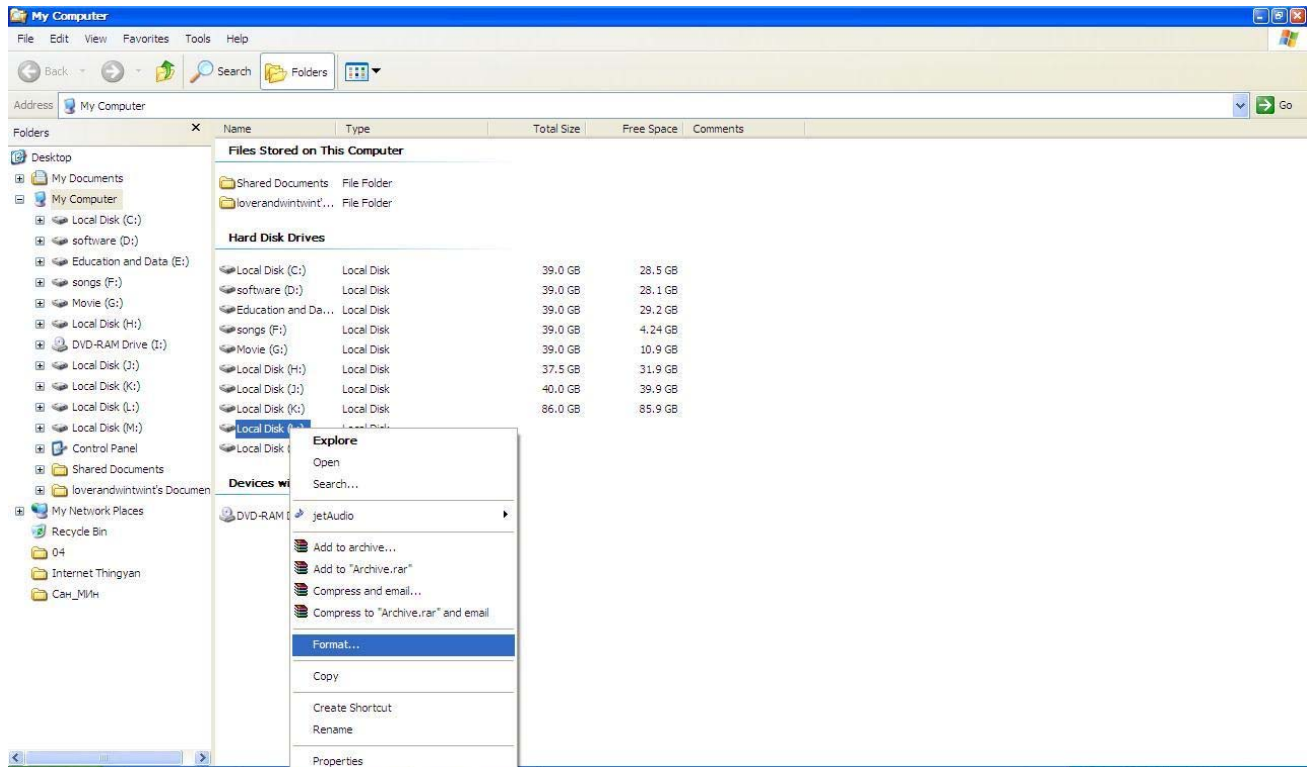 My Computer
File Edit View Favorites Tools Help
Back Search Folders
Address My Computer Go
Folders
Desktop
My Documents
My Computer
Local Disk (C:)
software (D:)
Education and Data (E:)
songs (F:)
Movie (G:)
Local Disk (H:)
DVD-RAM Drive (I:)
Local Disk (J:)
Local Disk (K:)
Local Disk (L:)
Local Disk (M:)
Control Panel
Shared Documents
loverandwintwint's Documen
My Network Places
Recycle Bin
04
Internet Thingyan
Сан_МИн
Name Type Total Size Free Space Comments
Files Stored on This Computer
Shared Documents File Folder
loverandwintwint'... File Folder
Hard Disk Drives
Local Disk (C:) Local Disk 39.0 GB 28.5 GB
software (D:) Local Disk 39.0 GB 28.1 GB
Education and Da... Local Disk 39.0 GB 29.2 GB
songs (F:) Local Disk 39.0 GB 4.24 GB
Movie (G:) Local Disk 39.0 GB 10.9 GB
Local Disk (H:) Local Disk 37.5 GB 31.9 GB
Local Disk (J:) Local Disk 40.0 GB 39.9 GB
Local Disk (K:) Local Disk 86.0 GB 85.9 GB
Local Disk
Local Disk
Devices wi
DVD-RAM
Explore
Open
Search...
jetAudio
Add to archive...
Add to "Archive.rar"
Compress and email...
Compress to "Archive.rar" and email
Format...
Copy
Create Shortcut
Rename
Properties